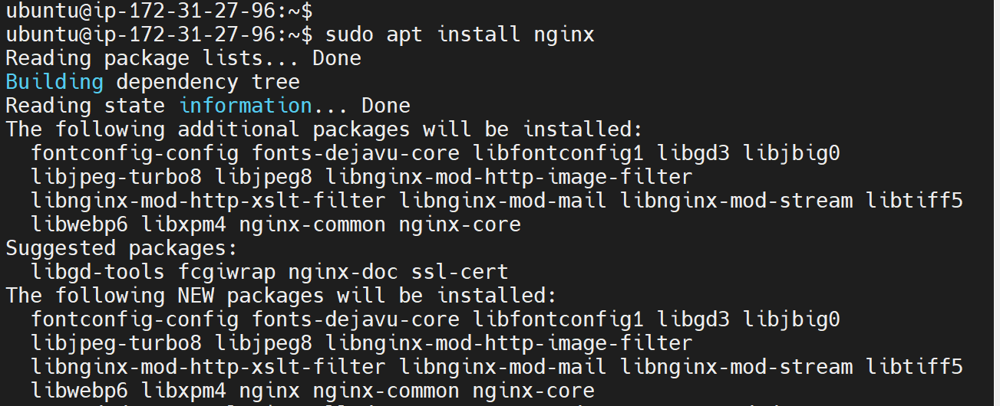 ubuntu@ip-172-31-27-96:~$
ubuntu@ip-172-31-27-96:~$ sudo apt install nginx
Reading package lists... Done
Building dependency tree
Reading state information... Done
The following additional packages will be installed:
  fontconfig-config fonts-dejavu-core libfontconfig1 libgd3 libjbig0
  libjpeg-turbo8 libjpeg8 libnginx-mod-http-image-filter
  libnginx-mod-http-xslt-filter libnginx-mod-mail libnginx-mod-stream libtiff5
  libwebp6 libxpm4 nginx-common nginx-core
Suggested packages:
  libgd-tools fcgiwrap nginx-doc ssl-cert
The following NEW packages will be installed:
  fontconfig-config fonts-dejavu-core libfontconfig1 libgd3 libjbig0
  libjpeg-turbo8 libjpeg8 libnginx-mod-http-image-filter
  libnginx-mod-http-xslt-filter libnginx-mod-mail libnginx-mod-stream libtiff5
  libwebp6 libxpm4 nginx nginx-common nginx-core